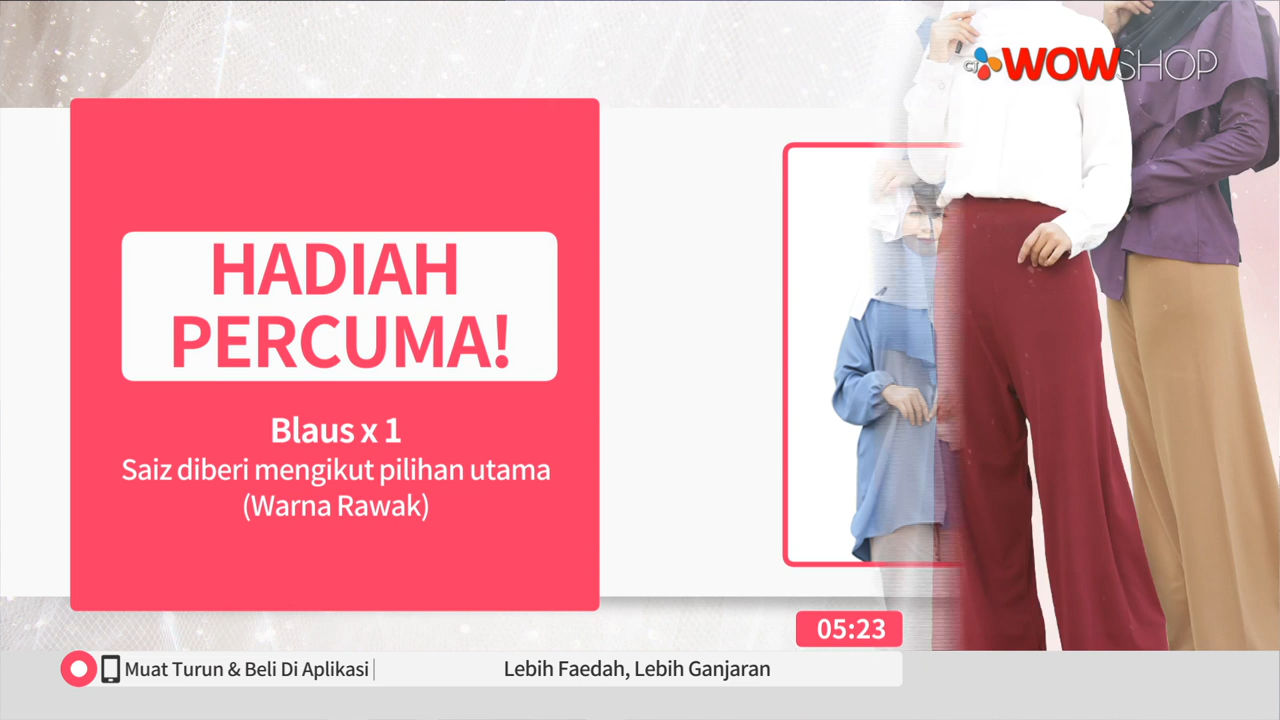 CJ WOWSHOP
HADIAH
PERCUMA!
Blaus x 1
Saiz diberi mengikut pilihan utama
(Warna Rawak)
05:23
Muat Turun & Beli Di Aplikasi | Lebih Faedah, Lebih Ganjaran